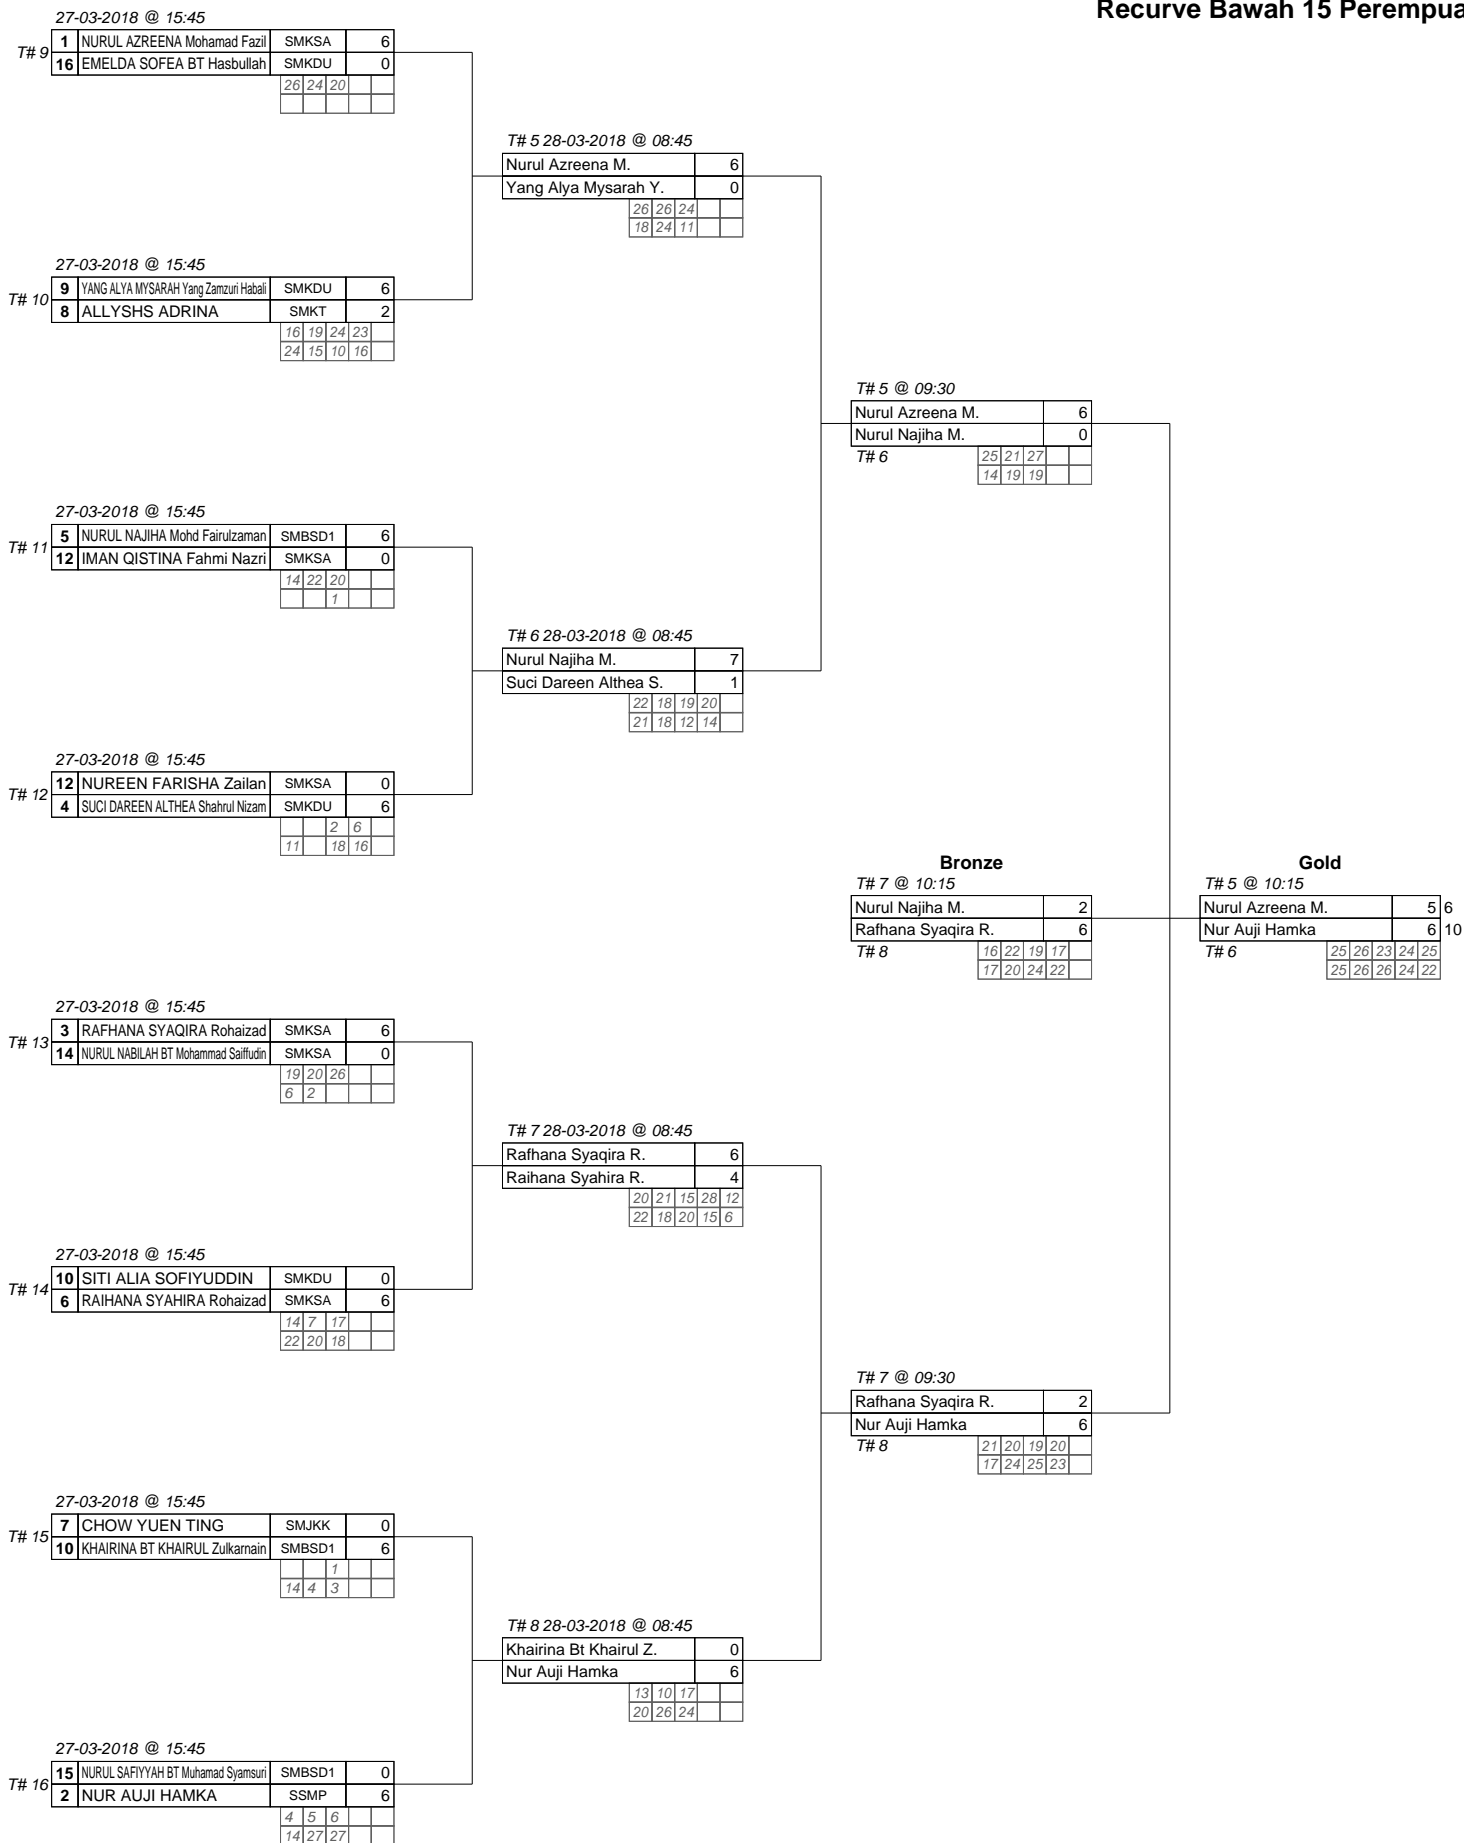 Recurve Bawah 15 Perempua
27-03-2018 @ 15:45
T# 9
1 NURUL AZREENA Mohamad Fazil SMKSA 6
16 EMELDA SOFEA BT Hasbullah SMKDU 0
26 24 20
T# 5 28-03-2018 @ 08:45
Nurul Azreena M. 6
Yang Alya Mysarah Y. 0
26 26 24
18 24 11
27-03-2018 @ 15:45
T# 10
9 YANG ALYA MYSARAH Yang Zamzuri Habali SMKDU 6
8 ALLYSHS ADRINA SMKT 2
16 19 24 23
24 15 10 16
T# 5 @ 09:30
Nurul Azreena M. 6
Nurul Najiha M. 0
T# 6 25 21 27
14 19 19
27-03-2018 @ 15:45
T# 11
5 NURUL NAJIHA Mohd Fairulzaman SMBSD1 6
12 IMAN QISTINA Fahmi Nazri SMKSA 0
14 22 20
1
T# 6 28-03-2018 @ 08:45
Nurul Najiha M. 7
Suci Dareen Althea S. 1
22 18 19 20
21 18 12 14
27-03-2018 @ 15:45
T# 12
12 NUREEN FARISHA Zailan SMKSA 0
4 SUCI DAREEN ALTHEA Shahrul Nizam SMKDU 6
2 6
11 18 16
Bronze
T# 7 @ 10:15
Nurul Najiha M. 2
Rafhana Syaqira R. 6
T# 8 16 22 19 17
17 20 24 22
Gold
T# 5 @ 10:15
Nurul Azreena M. 5 6
Nur Auji Hamka 6 10
T# 6 25 26 23 24 25
25 26 26 24 22
27-03-2018 @ 15:45
T# 13
3 RAFHANA SYAQIRA Rohaizad SMKSA 6
14 NURUL NABILAH BT Mohammad Saiffudin SMKSA 0
19 20 26
6 2
T# 7 28-03-2018 @ 08:45
Rafhana Syaqira R. 6
Raihana Syahira R. 4
20 21 15 28 12
22 18 20 15 6
27-03-2018 @ 15:45
T# 14
10 SITI ALIA SOFIYUDDIN SMKDU 0
6 RAIHANA SYAHIRA Rohaizad SMKSA 6
14 7 17
22 20 18
T# 7 @ 09:30
Rafhana Syaqira R. 2
Nur Auji Hamka 6
T# 8 21 20 19 20
17 24 25 23
27-03-2018 @ 15:45
T# 15
7 CHOW YUEN TING SMJKK 0
10 KHAIRINA BT KHAIRUL Zulkarnain SMBSD1 6
1
14 4 3
T# 8 28-03-2018 @ 08:45
Khairina Bt Khairul Z. 0
Nur Auji Hamka 6
13 10 17
20 26 24
27-03-2018 @ 15:45
T# 16
15 NURUL SAFIYYAH BT Muhamad Syamsuri SMBSD1 0
2 NUR AUJI HAMKA SSMP 6
4 5 6
14 27 27